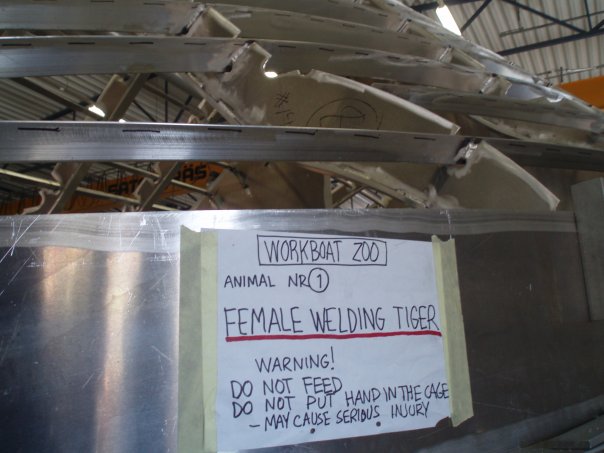 WORKBOAT ZOO
ANIMAL NR 1
FEMALE WELDING TIGER
WARNING!
DO NOT FEED
DO NOT PUT HAND IN THE CAGE
- MAY CAUSE SERIOUS INJURY